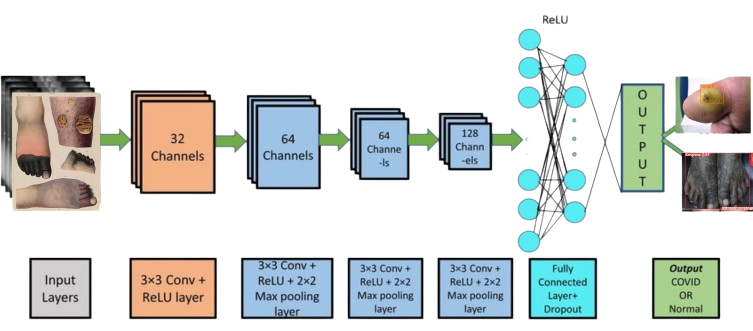 ReLU
32
Channels
64
Channels
64
Channe
-ls
128
Chann
-els
O
U
T
P
U
T
Input
Layers
3×3 Conv +
ReLU layer
3×3 Conv +
ReLU + 2×2
Max pooling
layer
3×3 Conv +
ReLU + 2×2
Max pooling
layer
3×3 Conv +
ReLU + 2×2
Max pooling
layer
Fully
Connected
Layer+
Dropout
Output
COVID
OR
Normal